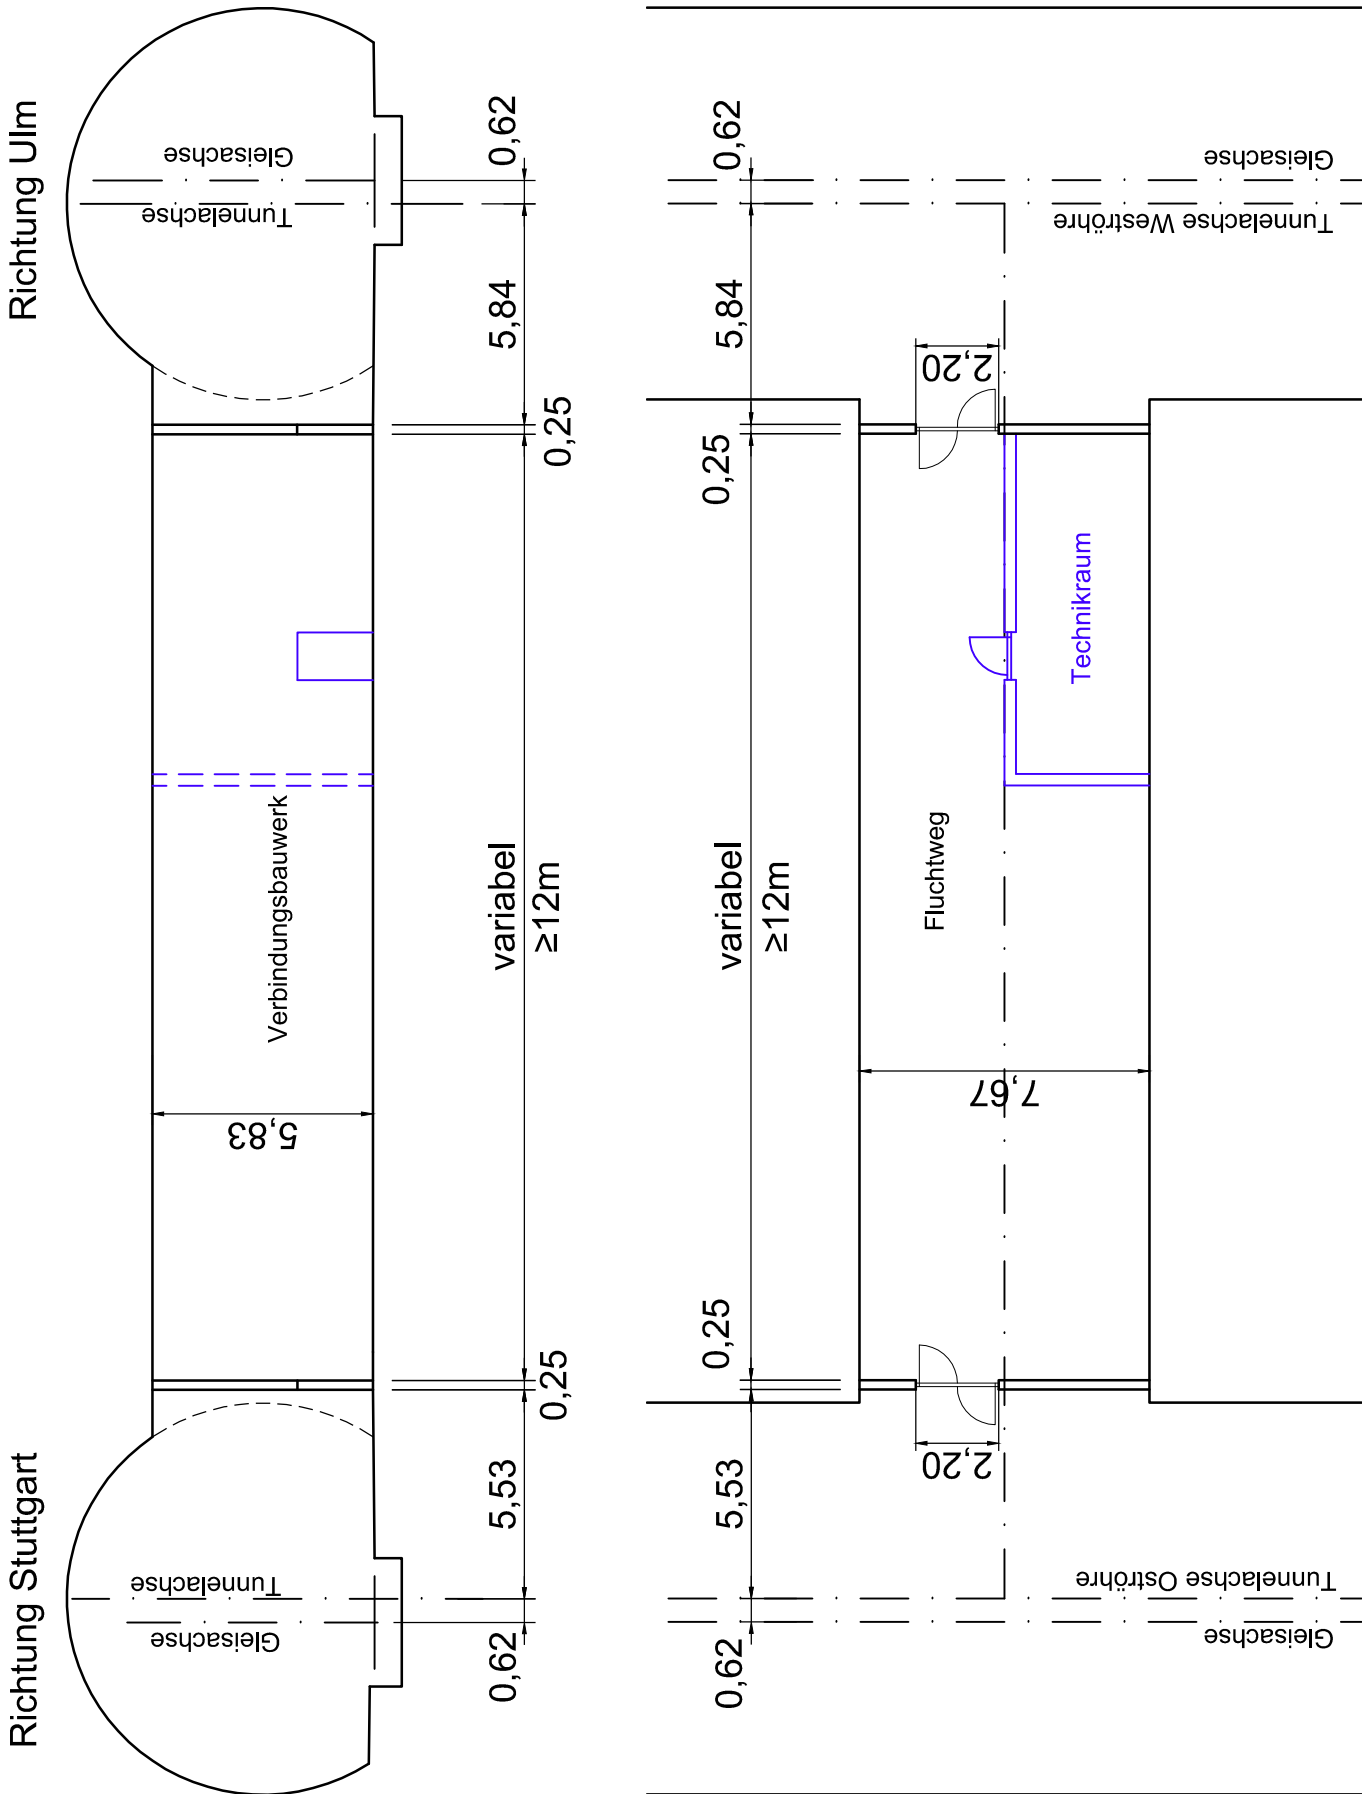 Richtung Stuttgart
Richtung Ulm
Gleisachse
Tunnelachse
Verbindungsbauwerk
Tunnelachse
Gleisachse
5,83
0,62
5,53
0,25
variabel
≥12m
0,25
5,84
0,62
0,62
5,53
0,25
variabel
≥12m
0,25
5,84
0,62
2,20
2,20
Fluchtweg
7,67
Technikraum
Gleisachse
Tunnelachse Oströhre
Tunnelachse Weströhre
Gleisachse